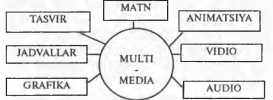 MATN
TASVIR
ANIMATSIYA
JADVALLAR
VIDIO
MULTI
-
MEDIA
GRAFIKA
AUDIO